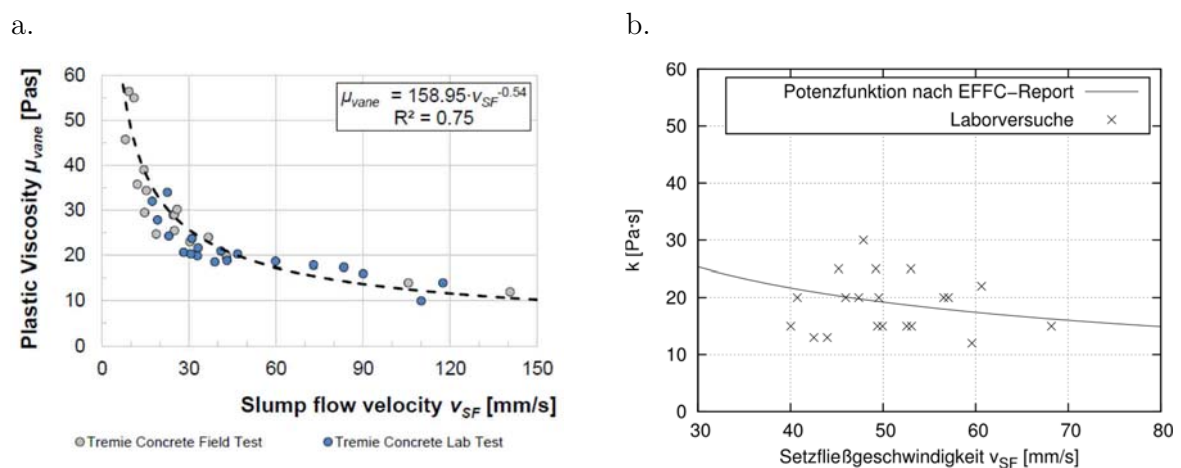 a.
60
50
40
30
20
10
0
Plastic Viscosity μvane [Pas]
μvane = 158.95·vSF^-0.54
R² = 0.75
0 30 60 90 120 150
Slump flow velocity vSF [mm/s]
Tremie Concrete Field Test Tremie Concrete Lab Test
b.
60
50
40
30
20
10
0
k [Pa·s]
Potenzfunktion nach EFFC−Report
Laborversuche
30 40 50 60 70 80
Setzfließgeschwindigkeit vSF [mm/s]